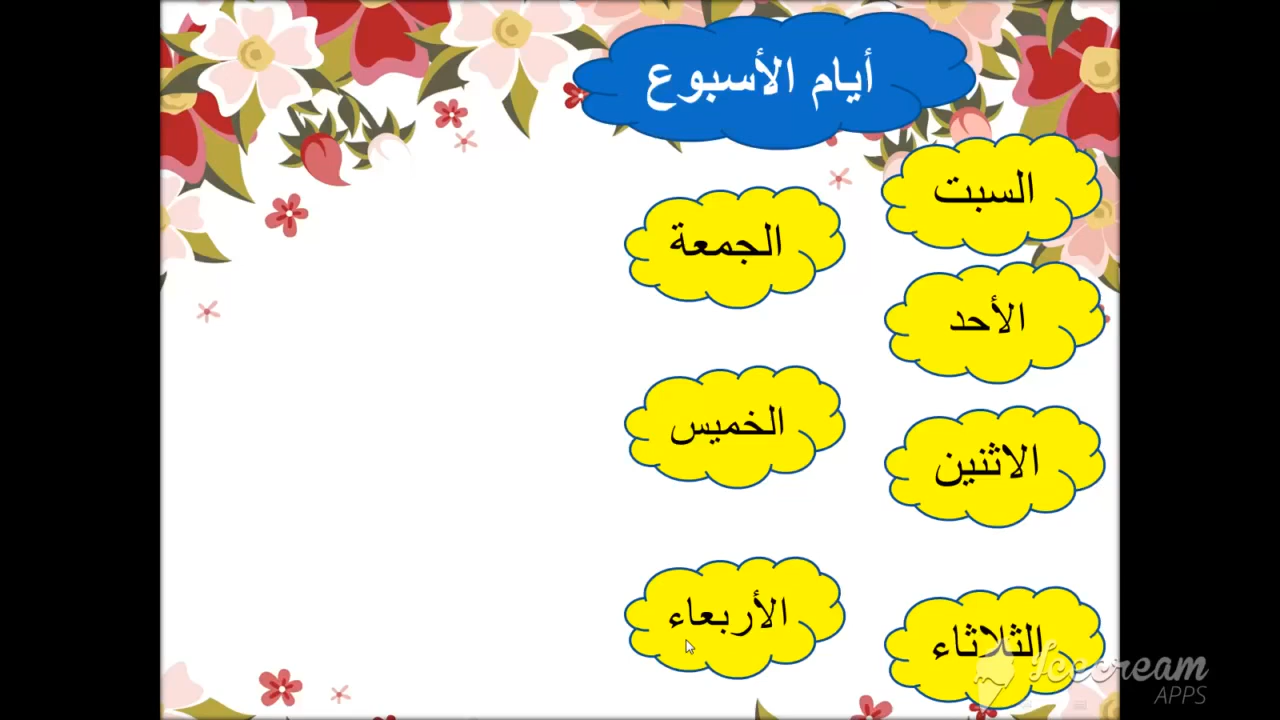 أيام الأسبوع
السبت
الأحد
الاثنين
الثلاثاء
الأربعاء
الخميس
الجمعة
Icecream
APPS